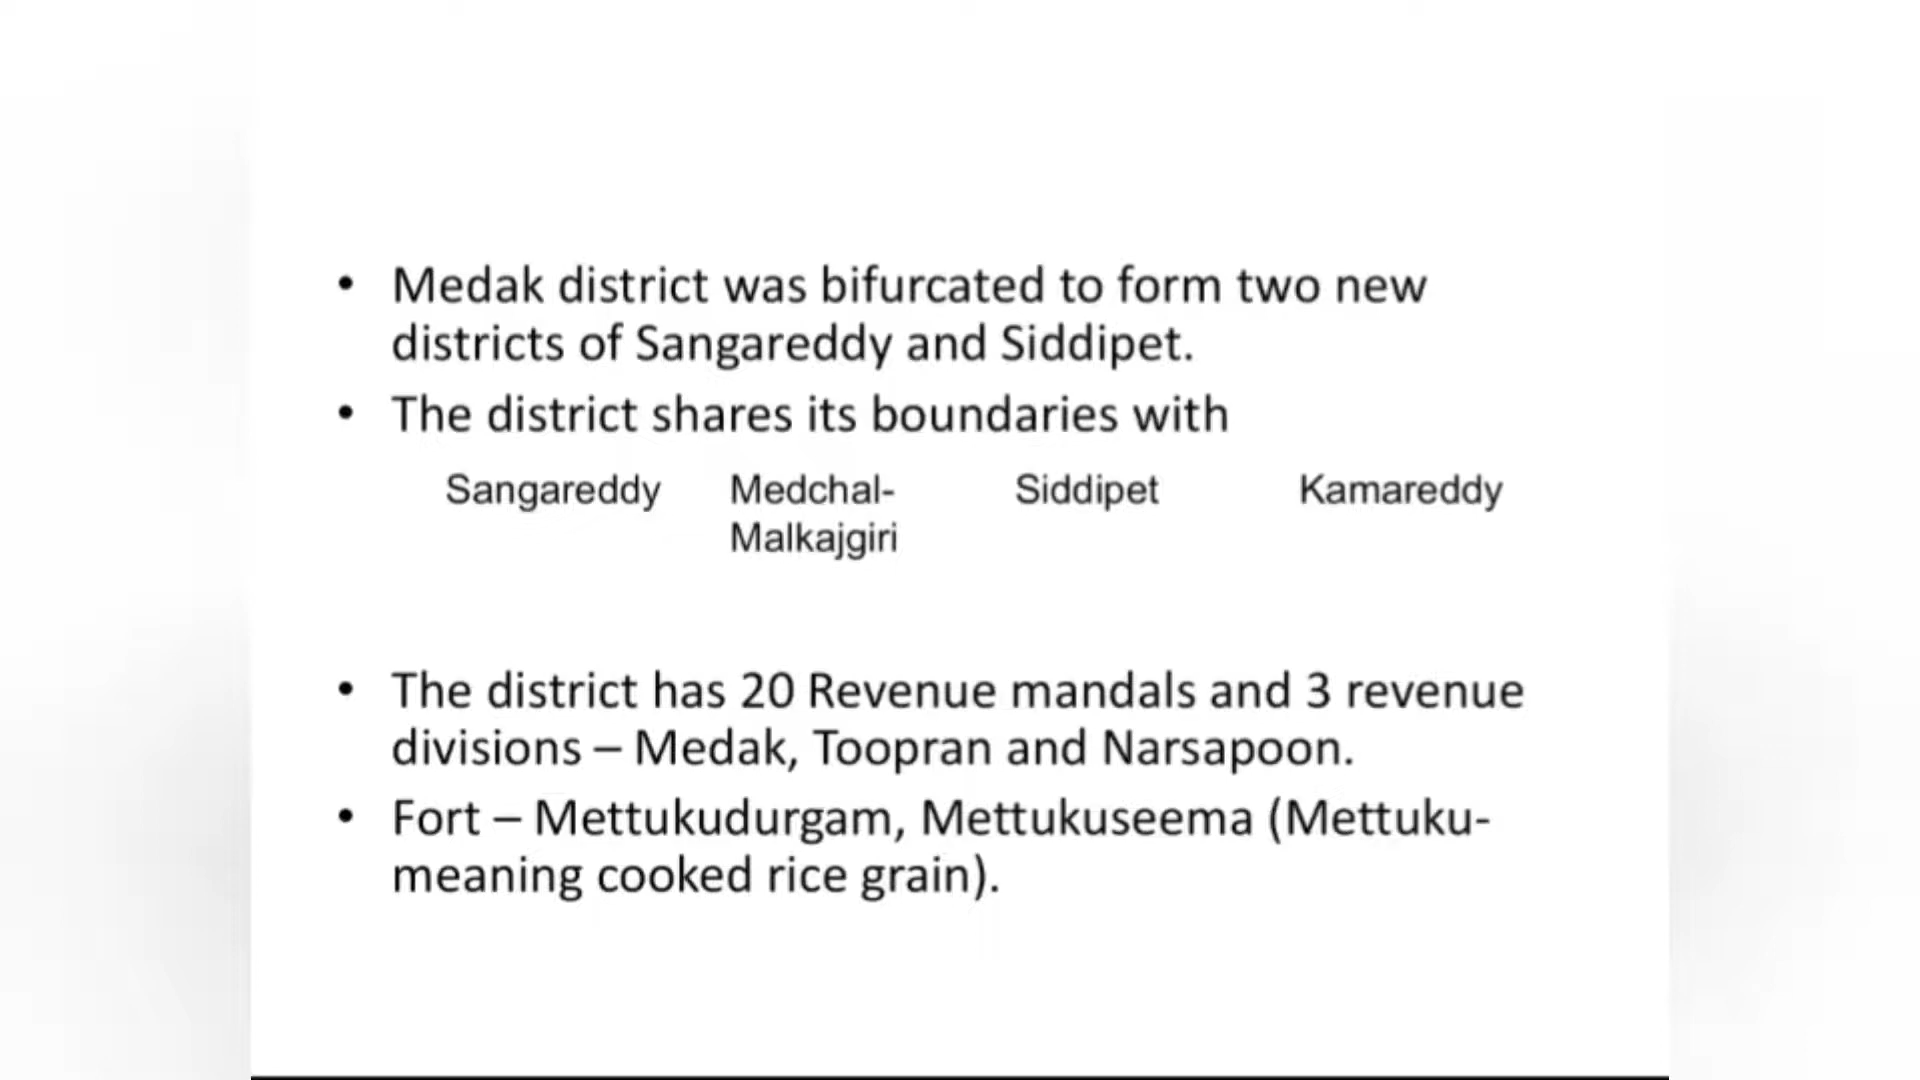 • Medak district was bifurcated to form two new
districts of Sangareddy and Siddipet.
• The district shares its boundaries with
Sangareddy Medchal- Siddipet Kamareddy
Malkajgiri
• The district has 20 Revenue mandals and 3 revenue
divisions – Medak, Toopran and Narsapoon.
• Fort – Mettukudurgam, Mettukuseema (Mettuku-
meaning cooked rice grain).